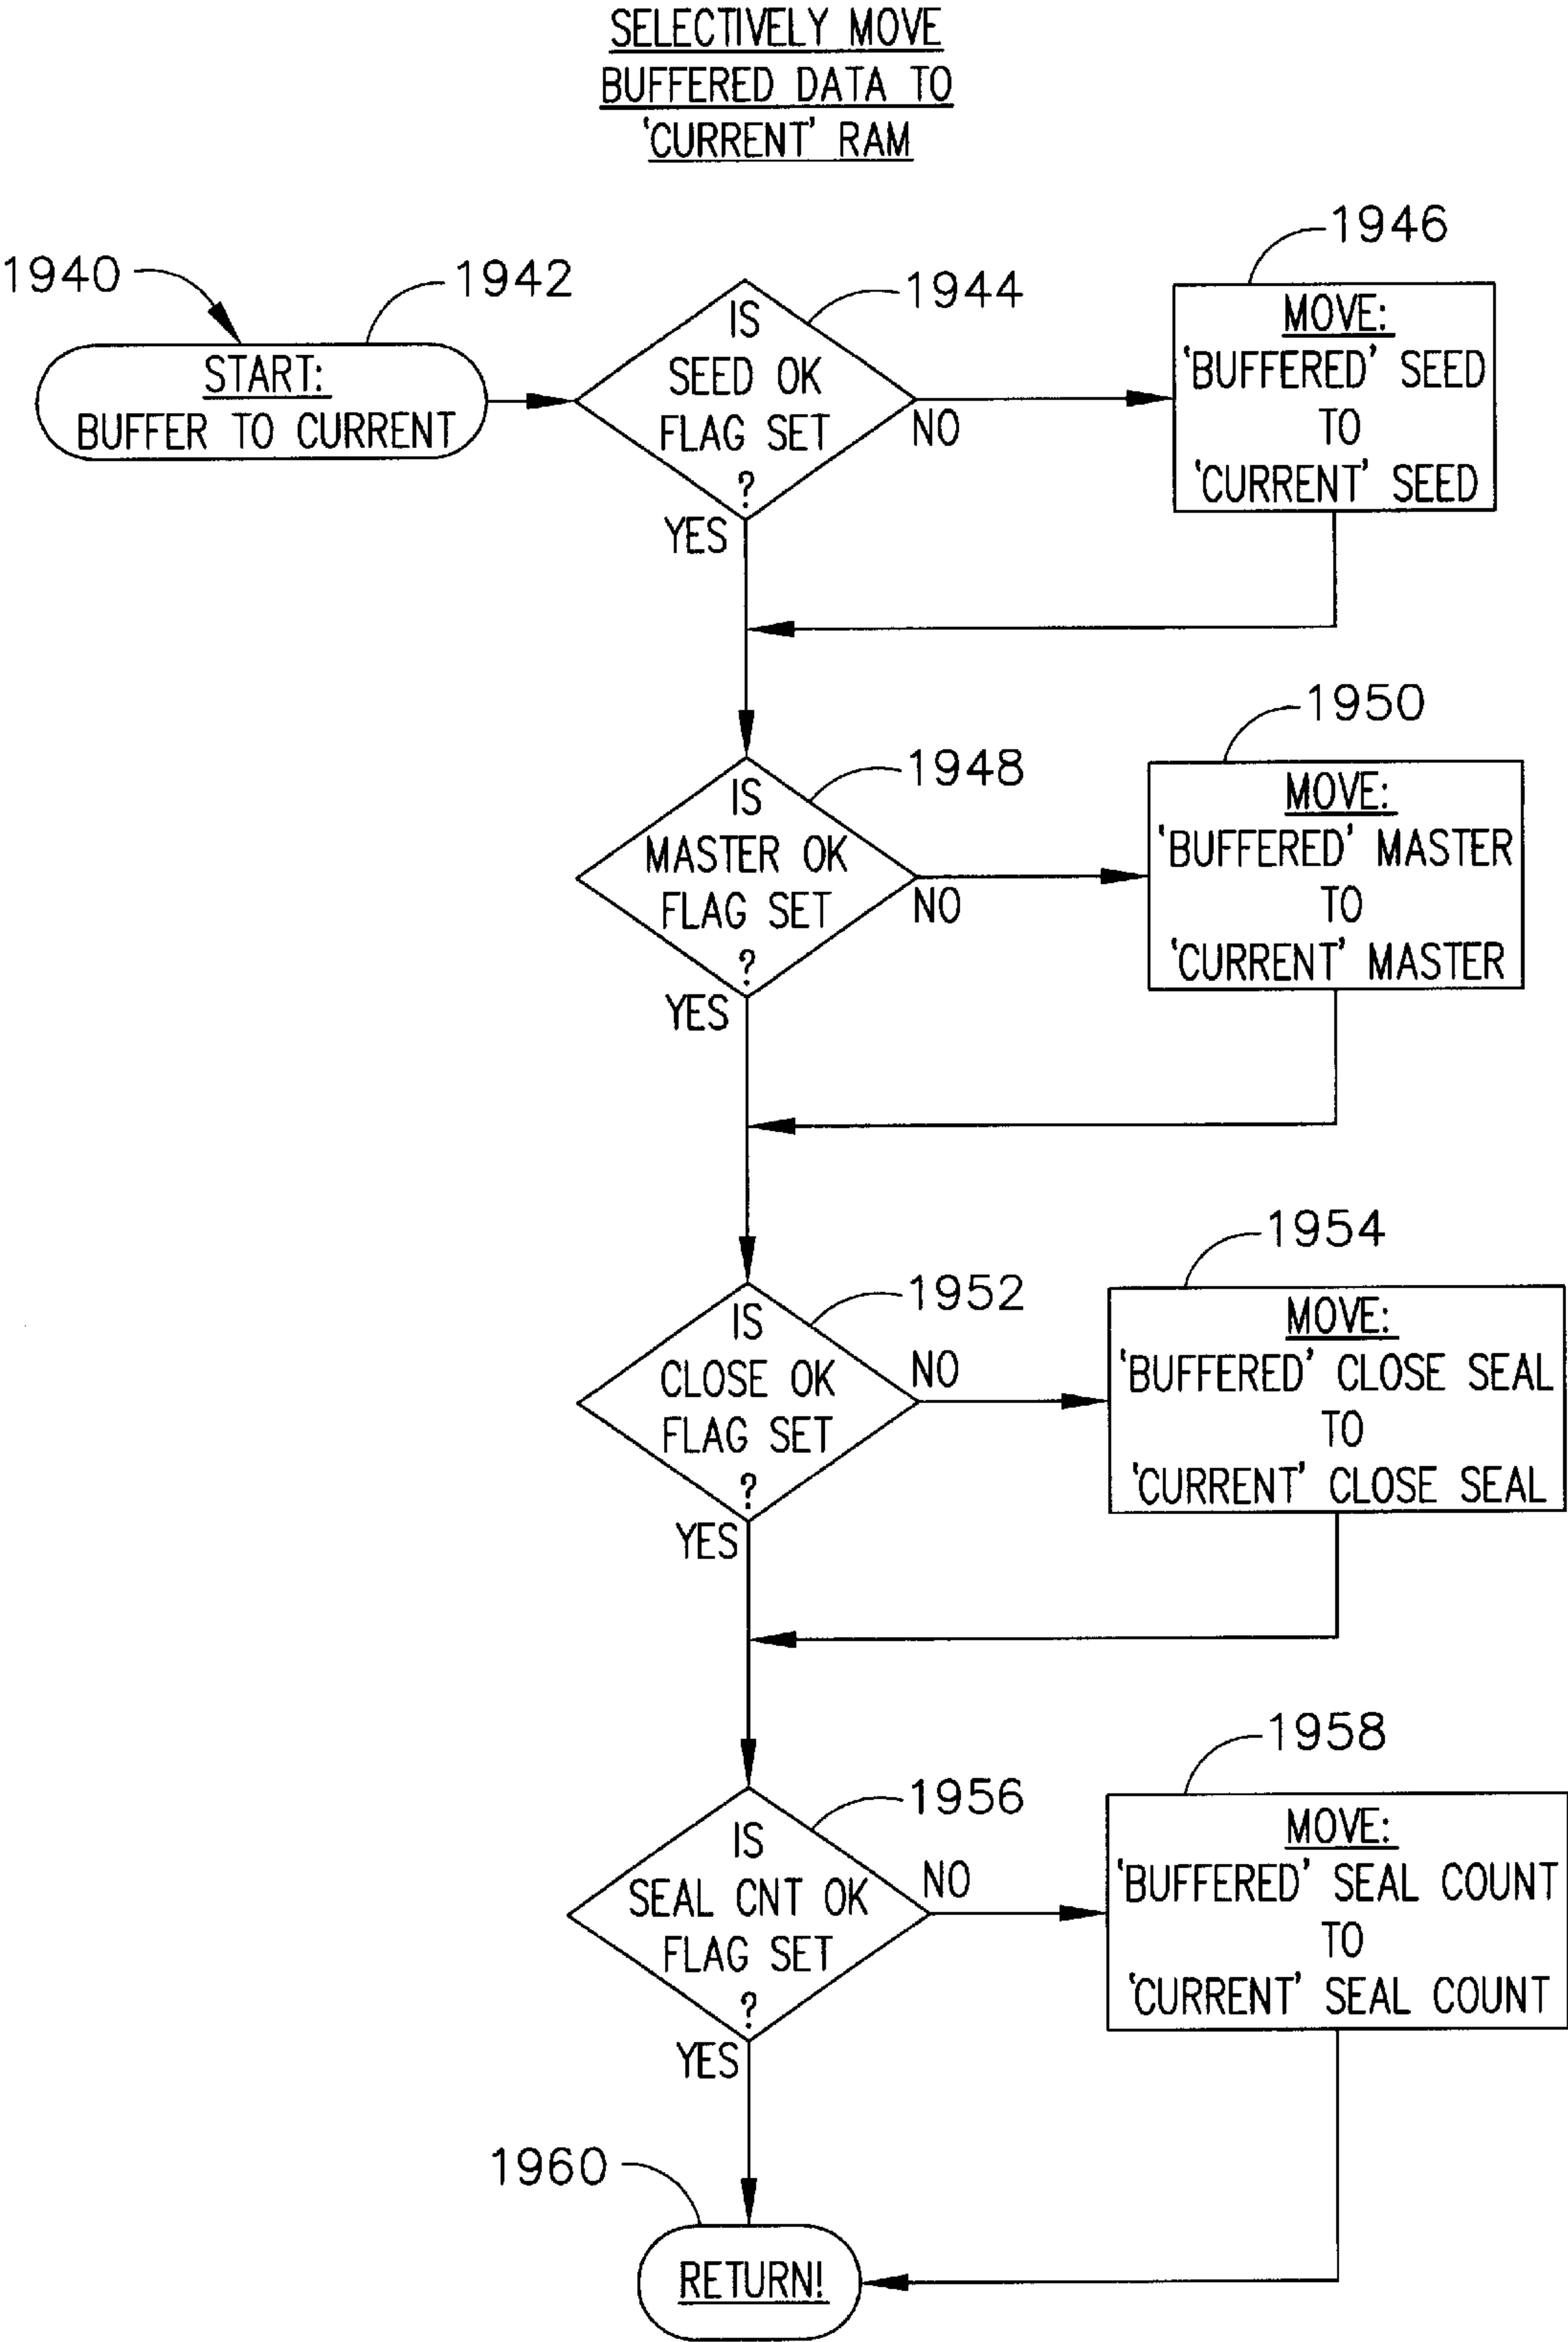 SELECTIVELY MOVE
BUFFERED DATA TO
'CURRENT' RAM
1940
1942
START:
BUFFER TO CURRENT
1944
IS
SEED OK
FLAG SET
?
NO
YES
1946
MOVE:
'BUFFERED' SEED
TO
'CURRENT' SEED
1948
IS
MASTER OK
FLAG SET
?
NO
YES
1950
MOVE:
'BUFFERED' MASTER
TO
'CURRENT' MASTER
1952
IS
CLOSE OK
FLAG SET
?
NO
YES
1954
MOVE:
'BUFFERED' CLOSE SEAL
TO
'CURRENT' CLOSE SEAL
1956
IS
SEAL CNT OK
FLAG SET
?
NO
YES
1958
MOVE:
'BUFFERED' SEAL COUNT
TO
'CURRENT' SEAL COUNT
1960
RETURN!